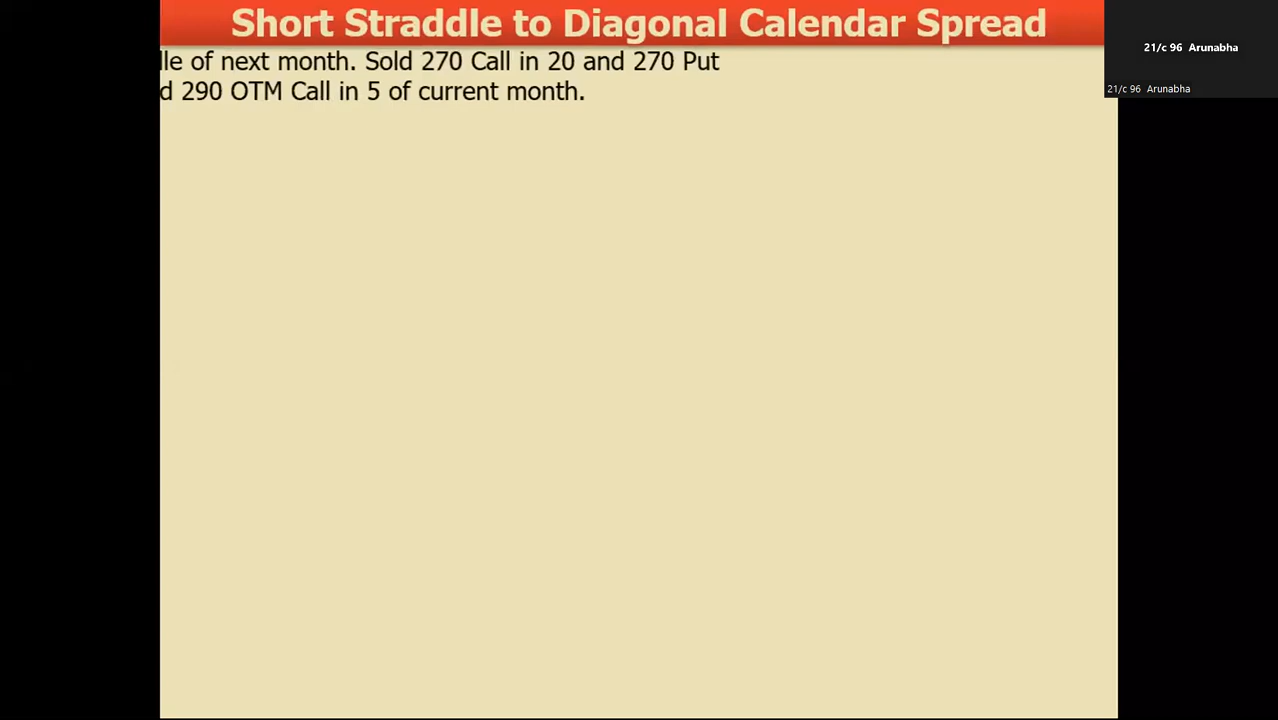 Short Straddle to Diagonal Calendar Spread
21/c 96 Arunabha
21/c 96 Arunabha
of next month. Sold 270 Call in 20 and 270 Put
290 OTM Call in 5 of current month.